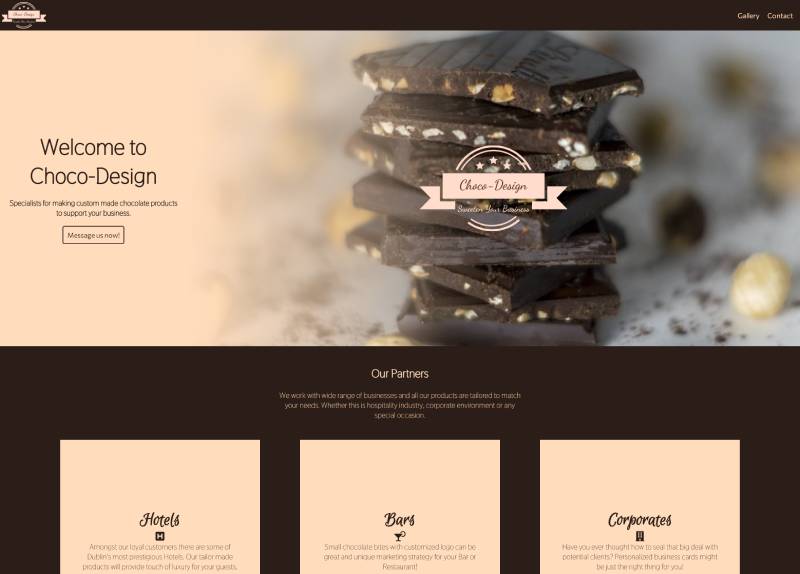 Choco-Design
Gallery Contact
Welcome to
Choco-Design
Specialists for making custom made chocolate products
to support your business.
Message us now!
Choco-Design
Sweeten Your Business
Our Partners
We work with wide range of businesses and all our products are tailored to match
your needs. Whether this is hospitality industry, corporate environment or any
special occasion.
Hotels
H
Amongst our loyal customers there are some of
Dublin's most prestigious Hotels. Our tailor made
products will provide touch of luxury for your guests.
Bars
Small chocolate bites with customized logo can be
great and unique marketing strategy for your Bar or
Restaurant!
Corporates
Have you ever thought how to seal that big deal with
potential clients? Personalized business cards might
be just the right thing for you!